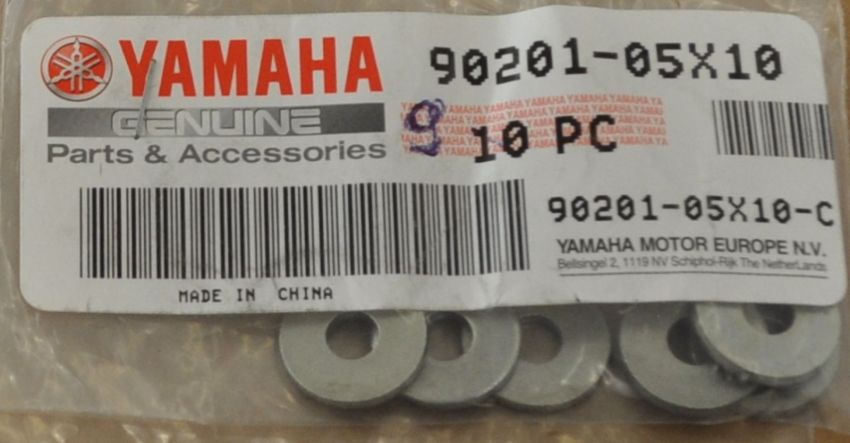 YAMAHA
GENUINE
Parts & Accessories
90201-05X10
9
10 PC
90201-05X10-C
YAMAHA MOTOR EUROPE N.V.
Bellsingel 2, 1119 NV Schiphol-Rijk The NetherLands
MADE IN CHINA